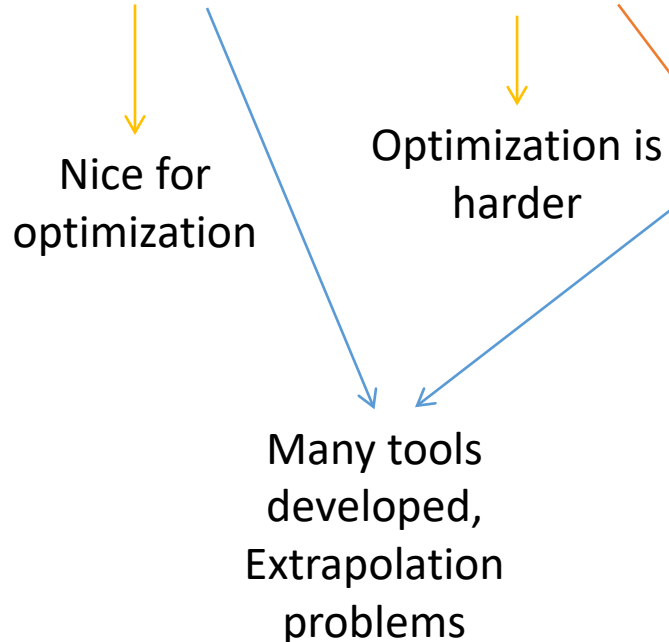 Nice for
optimization
Optimization is
harder
Many tools
developed,
Extrapolation
problems